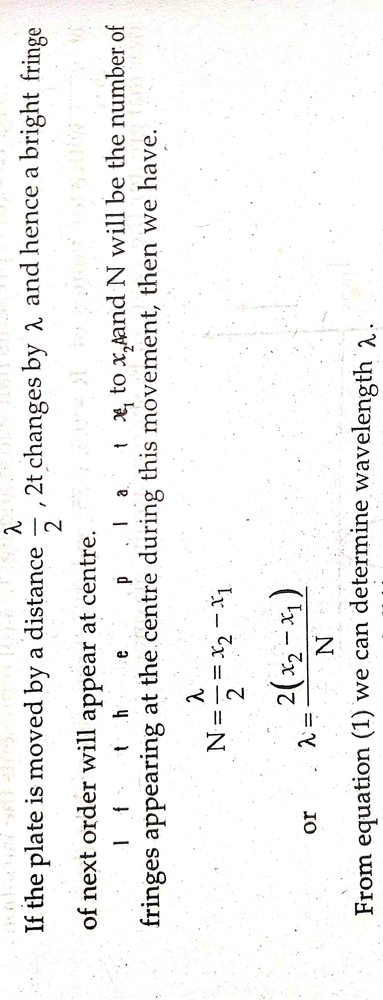 If the plate is moved by a distance λ/2 , 2t changes by λ and hence a bright fringe
of next order will appear at centre.
I f t h e p l a t x₁ to x₂ and N will be the number of
fringes appearing at the centre during this movement, then we have.
N = λ/2 = x₂ − x₁
or λ = 2(x₂ − x₁)/N
From equation (1) we can determine wavelength λ.